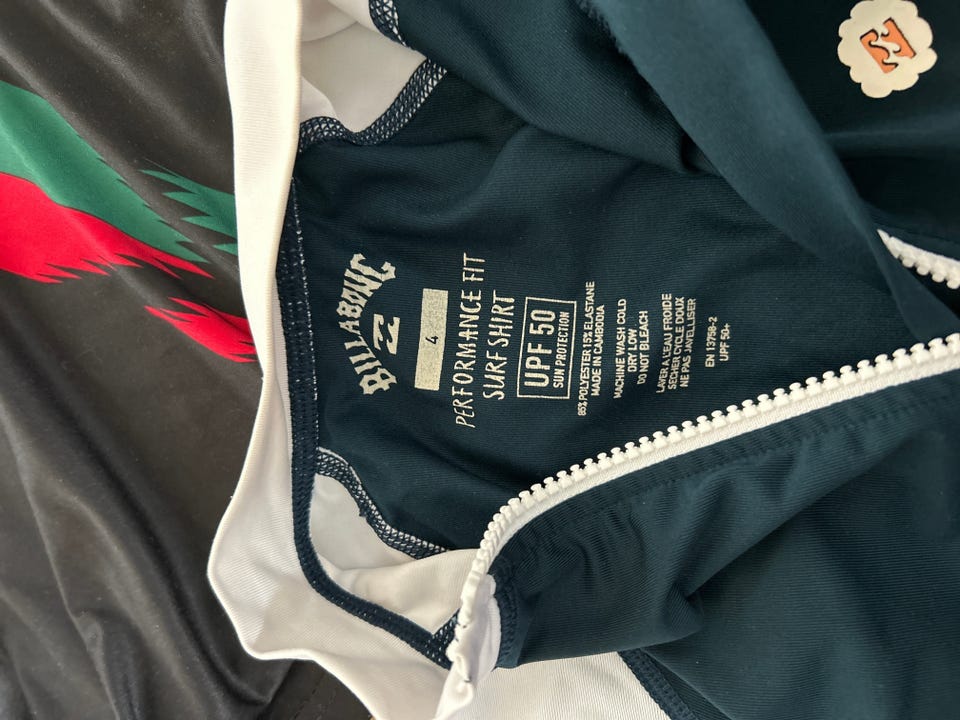 BILLABONG
4
PERFORMANCE FIT
SURF SHIRT
UPF 50
SUN PROTECTION
85% POLYESTER 15% ELASTANE
MADE IN CAMBODIA
MACHINE WASH COLD
DRY LOW
DO NOT BLEACH
LAVER À L'EAU FROIDE
SECHER CYCLE DOUX
NE PAS JAVELLISER
EN 13758-2
UPF 50+